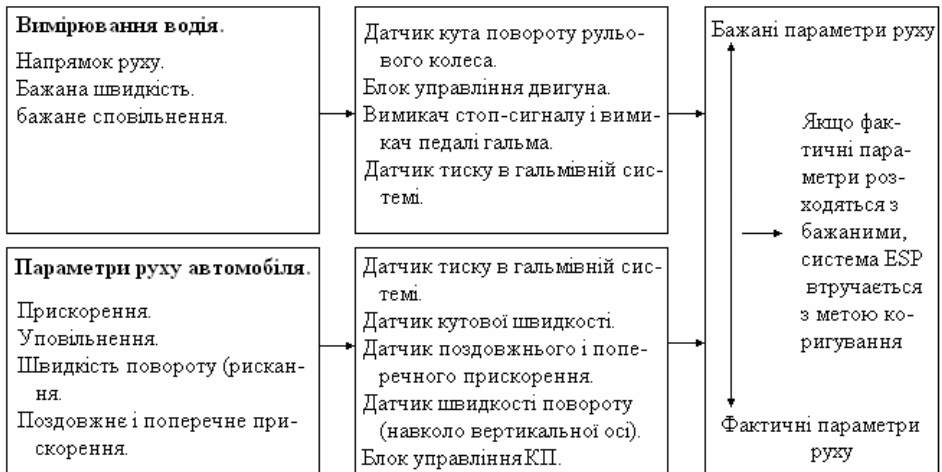 Вимірювання водія.
Напрямок руху.
Бажана швидкість.
бажане сповільнення.
Датчик кута повороту рульо-
вого колеса.
Блок управління двигуна.
Вимикач стоп-сигналу і вими-
кач педалі гальма.
Датчик тиску в гальмівній сис-
темі.
Параметри руху автомобіля.
Прискорення.
Уповільнення.
Швидкість повороту (рискан-
ня.
Поздовжнє і поперечне при-
скорення.
Датчик тиску в гальмівній сис-
темі.
Датчик кутової швидкості.
Датчик поздовжнього і попе-
речного прискорення.
Датчик швидкості повороту
(навколо вертикальної осі).
Блок управління КП.
Бажані параметри руху
Якщо фак-
тичні пара-
метри роз-
ходяться з
бажаними,
система ESP
втручається
з метою ко-
ригування
Фактичні параметри
руху